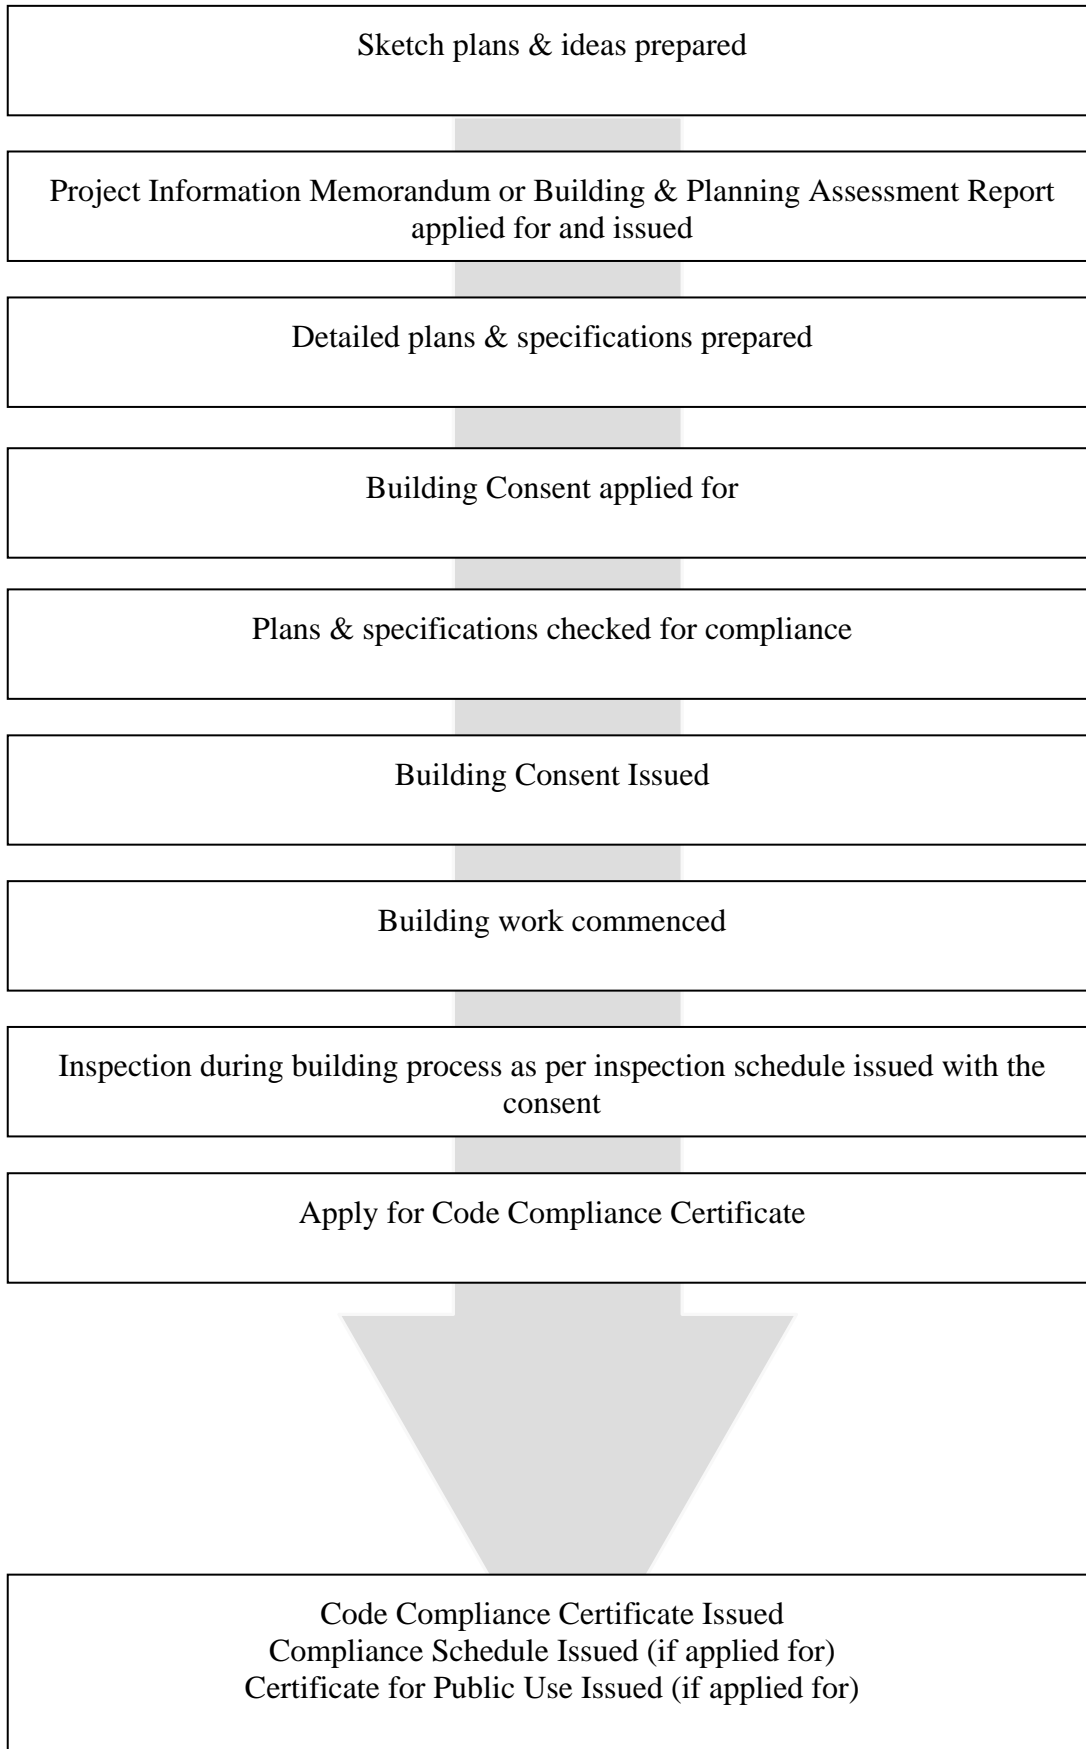 Sketch plans & ideas prepared
Project Information Memorandum or Building & Planning Assessment Report
applied for and issued
Detailed plans & specifications prepared
Building Consent applied for
Plans & specifications checked for compliance
Building Consent Issued
Building work commenced
Inspection during building process as per inspection schedule issued with the
consent
Apply for Code Compliance Certificate
Code Compliance Certificate Issued
Compliance Schedule Issued (if applied for)
Certificate for Public Use Issued (if applied for)